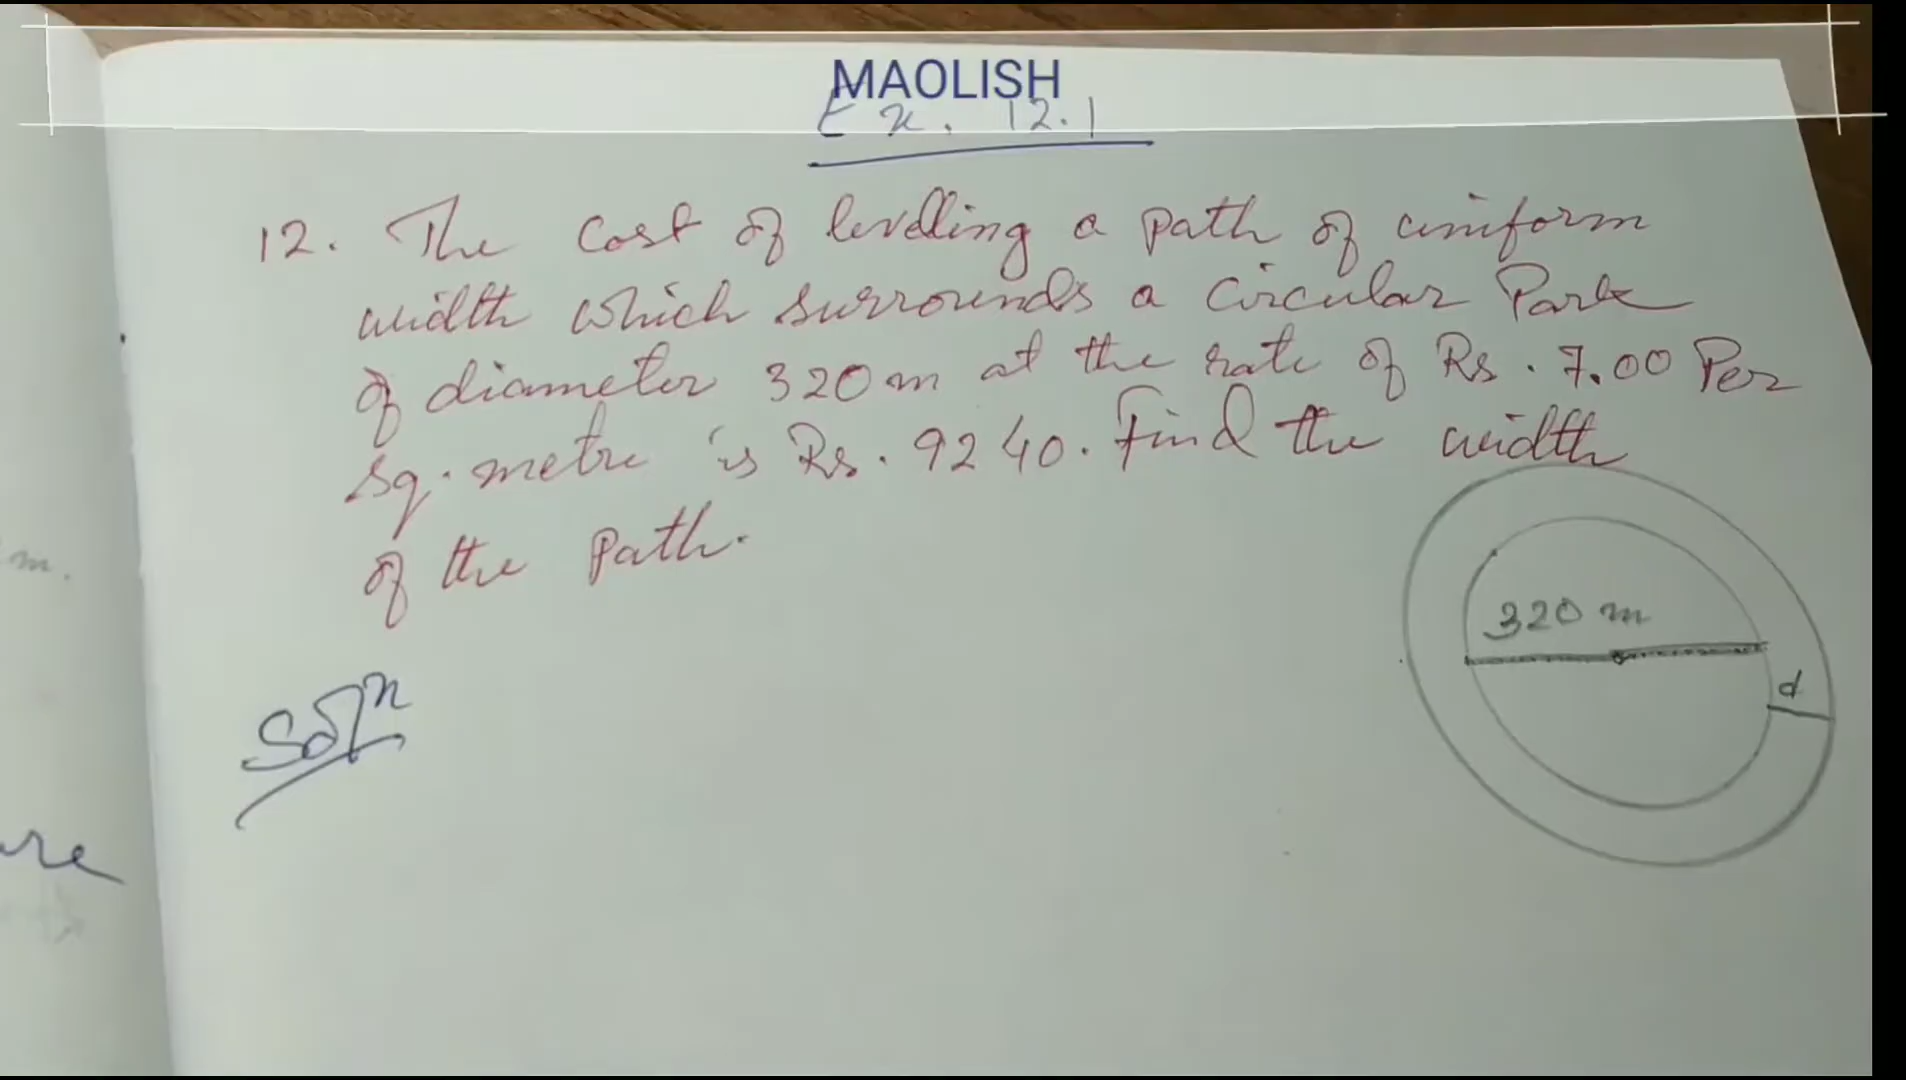 MAOLISH
Ex. 12.1
12. The cost of levelling a path of uniform
width which surrounds a circular Park
of diameter 320 m at the rate of Rs. 7.00 Per
sq. metre is Rs. 9240. Find the width
of the path.
320 m
d
Solⁿ
m.